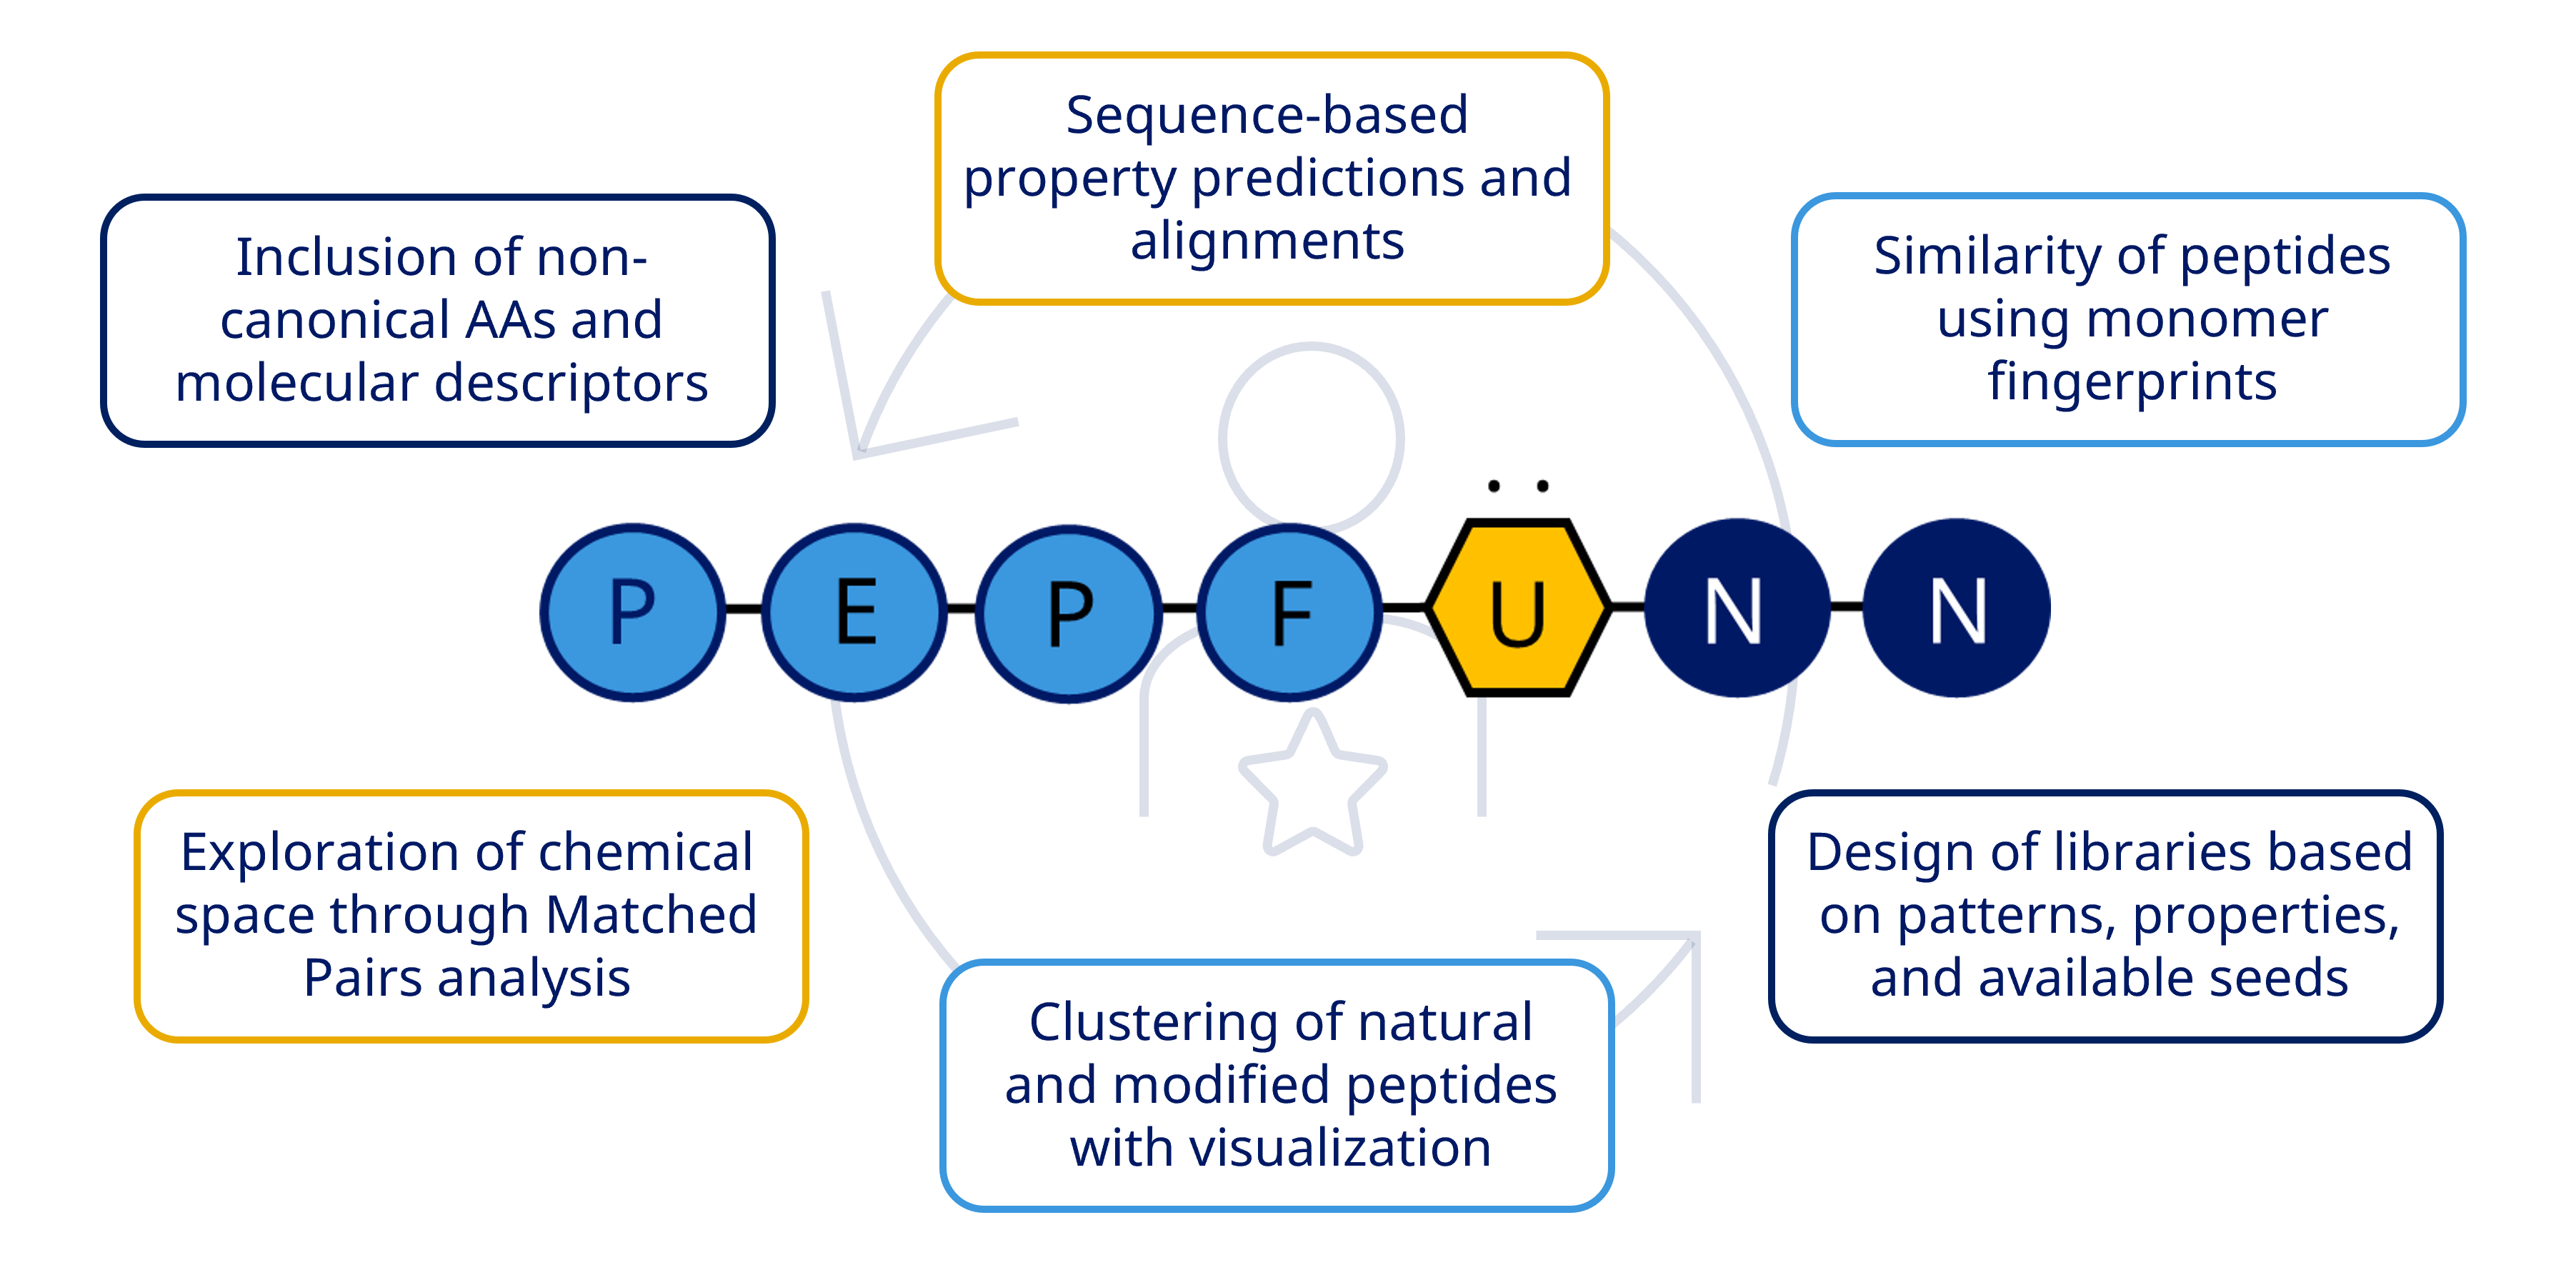 Sequence-based
property predictions and
alignments
Inclusion of non-
canonical AAs and
molecular descriptors
Similarity of peptides
using monomer
fingerprints
P E P F Ü N N
Exploration of chemical
space through Matched
Pairs analysis
Design of libraries based
on patterns, properties,
and available seeds
Clustering of natural
and modified peptides
with visualization